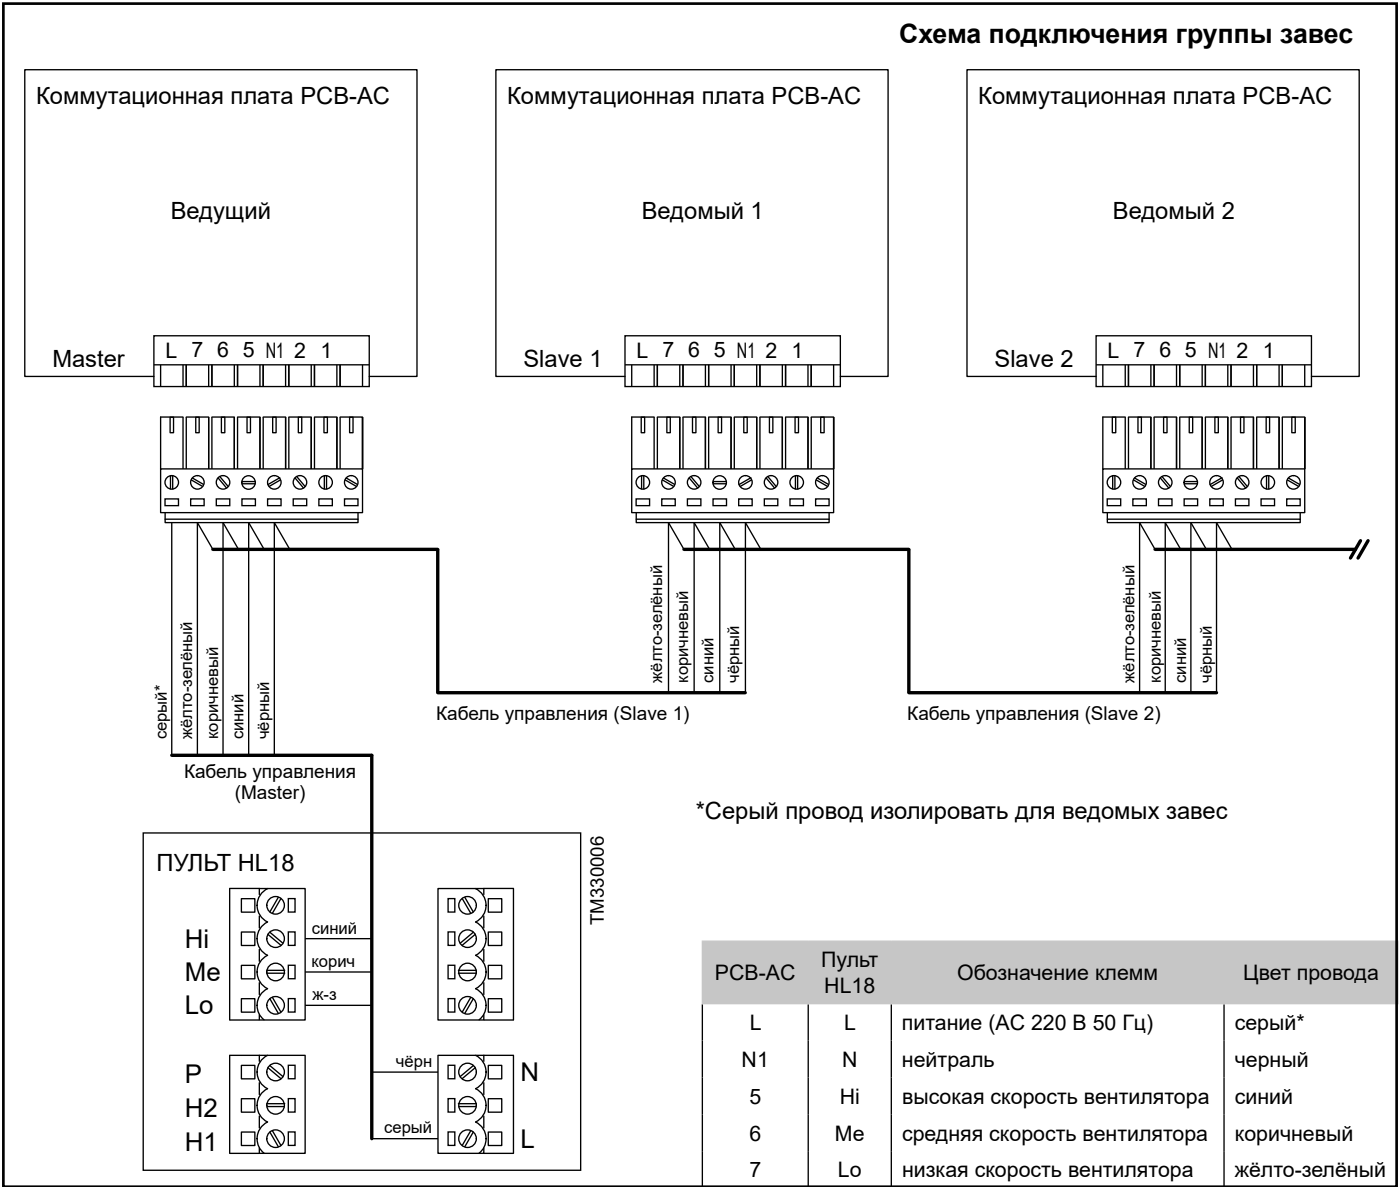 Схема подключения группы завес
Коммутационная плата PCB-AC
Ведущий
Master
L 7 6 5 N1 2 1
Коммутационная плата PCB-AC
Ведомый 1
Slave 1
L 7 6 5 N1 2 1
Коммутационная плата PCB-AC
Ведомый 2
Slave 2
L 7 6 5 N1 2 1
серый*
жёлто-зелёный
коричневый
синий
чёрный
жёлто-зелёный
коричневый
синий
чёрный
жёлто-зелёный
коричневый
синий
чёрный
Кабель управления (Slave 1)
Кабель управления (Slave 2)
Кабель управления
(Master)
*Серый провод изолировать для ведомых завес
ПУЛЬТ HL18
TM330006
Hi
синий
Me
корич
Lo
ж-з
P
H2
H1
чёрн
N
серый
L
PCB-AC Пульт HL18 Обозначение клемм Цвет провода
L L питание (АС 220 В 50 Гц) серый*
N1 N нейтраль черный
5 Hi высокая скорость вентилятора синий
6 Me средняя скорость вентилятора коричневый
7 Lo низкая скорость вентилятора жёлто-зелёный